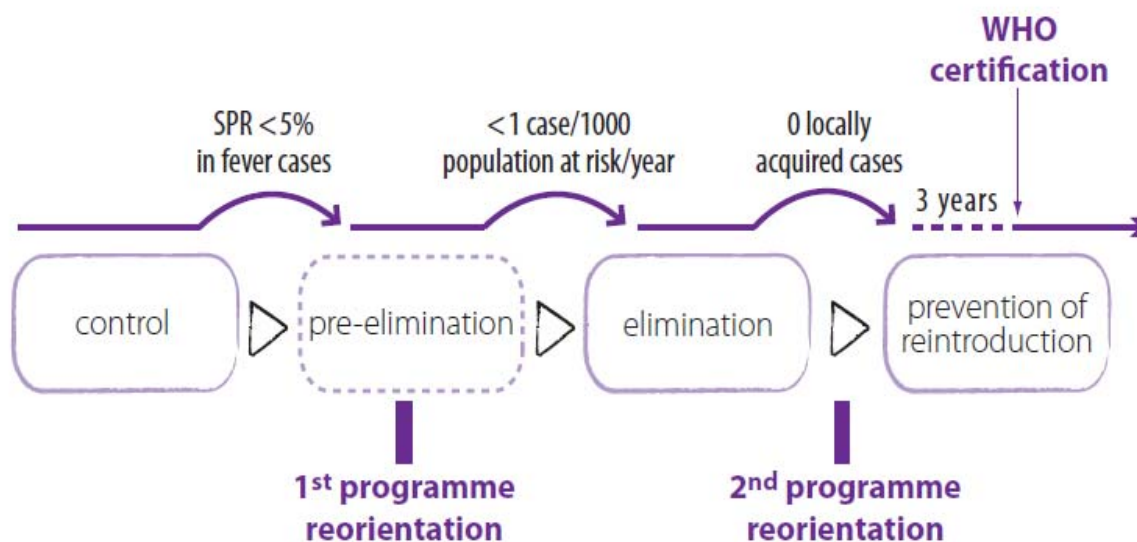 WHO
certification
SPR <5%
in fever cases
<1 case/1000
population at risk/year
0 locally
acquired cases
3 years
control
pre-elimination
elimination
prevention of
reintroduction
1st programme
reorientation
2nd programme
reorientation